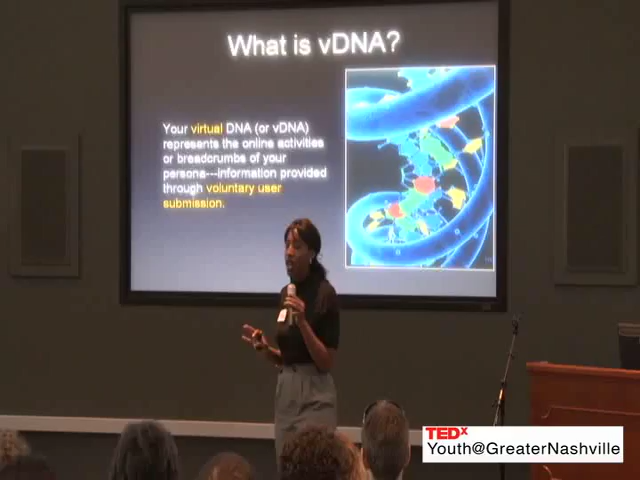 What is vDNA?
Your virtual DNA (or vDNA)
represents the online activities
or breadcrumbs of your
persona---information provided
through voluntary user
submission.
TEDx
Youth@GreaterNashville